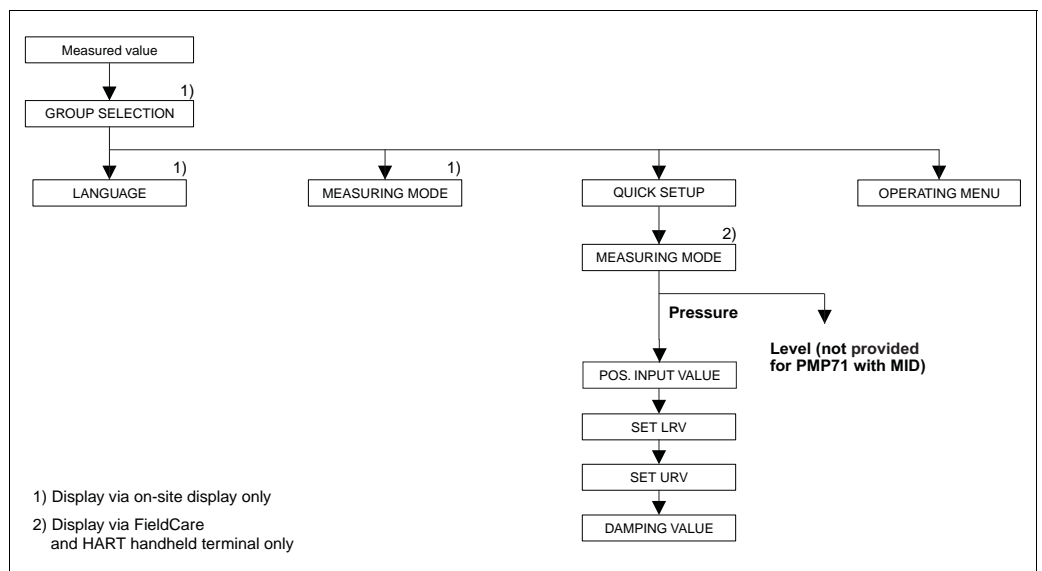 Measured value
1)
GROUP SELECTION
1)
LANGUAGE
1)
MEASURING MODE
QUICK SETUP
OPERATING MENU
2)
MEASURING MODE
Pressure
Level (not provided
for PMP71 with MID)
POS. INPUT VALUE
SET LRV
SET URV
DAMPING VALUE
1) Display via on-site display only
2) Display via FieldCare
and HART handheld terminal only